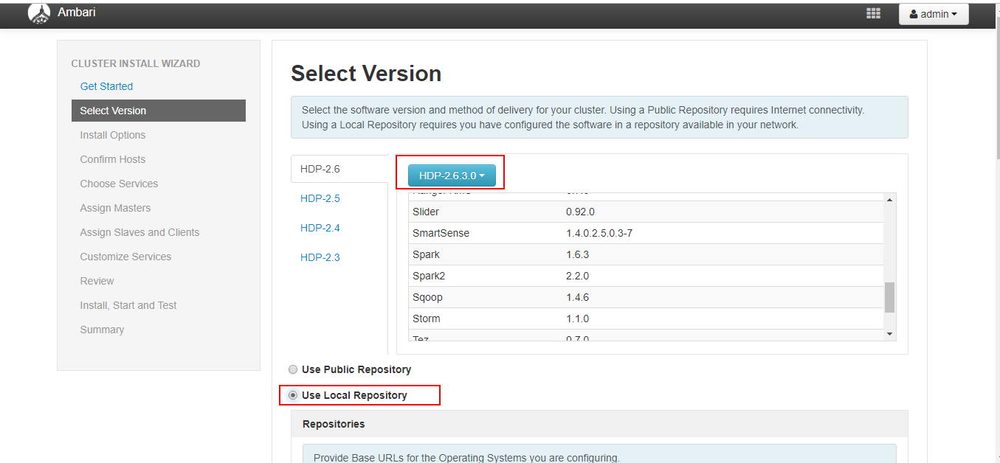 Ambari
admin
CLUSTER INSTALL WIZARD
Get Started
Select Version
Install Options
Confirm Hosts
Choose Services
Assign Masters
Assign Slaves and Clients
Customize Services
Review
Install, Start and Test
Summary
Select Version
Select the software version and method of delivery for your cluster. Using a Public Repository requires Internet connectivity.
Using a Local Repository requires you have configured the software in a repository available in your network.
HDP-2.6
HDP-2.5
HDP-2.4
HDP-2.3
HDP-2.6.3.0
Slider 0.92.0
SmartSense 1.4.0.2.5.0.3-7
Spark 1.6.3
Spark2 2.2.0
Sqoop 1.4.6
Storm 1.1.0
Tez 0.7.0
Use Public Repository
Use Local Repository
Repositories
Provide Base URLs for the Operating Systems you are configuring.